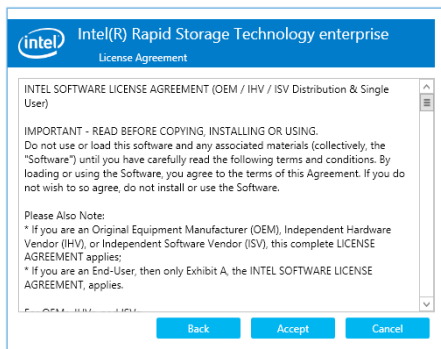 intel
Intel(R) Rapid Storage Technology enterprise
License Agreement
INTEL SOFTWARE LICENSE AGREEMENT (OEM / IHV / ISV Distribution & Single
User)
IMPORTANT - READ BEFORE COPYING, INSTALLING OR USING.
Do not use or load this software and any associated materials (collectively, the
"Software") until you have carefully read the following terms and conditions. By
loading or using the Software, you agree to the terms of this Agreement. If you do
not wish to so agree, do not install or use the Software.
Please Also Note:
* If you are an Original Equipment Manufacturer (OEM), Independent Hardware
Vendor (IHV), or Independent Software Vendor (ISV), this complete LICENSE
AGREEMENT applies;
* If you are an End-User, then only Exhibit A, the INTEL SOFTWARE LICENSE
AGREEMENT, applies.
Back Accept Cancel